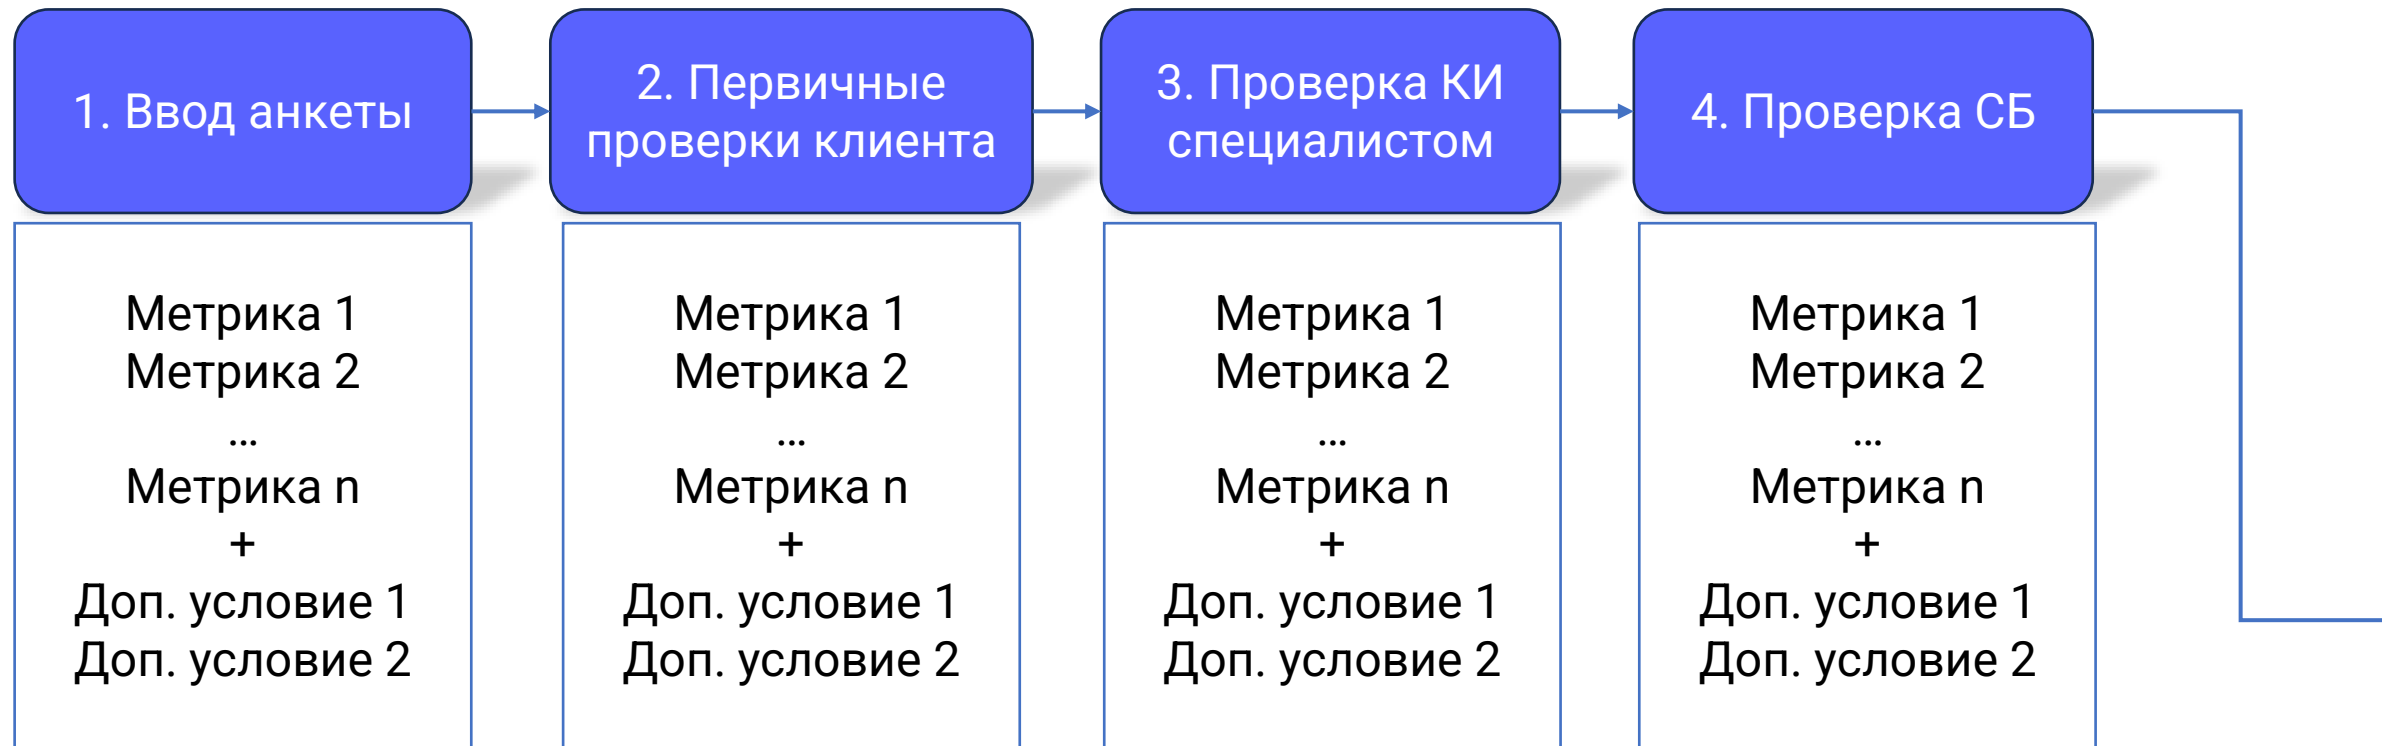 1. Ввод анкеты
2. Первичные
проверки клиента
3. Проверка КИ
специалистом
4. Проверка СБ
Метрика 1
Метрика 2
...
Метрика n
+
Доп. условие 1
Доп. условие 2
Метрика 1
Метрика 2
...
Метрика n
+
Доп. условие 1
Доп. условие 2
Метрика 1
Метрика 2
...
Метрика n
+
Доп. условие 1
Доп. условие 2
Метрика 1
Метрика 2
...
Метрика n
+
Доп. условие 1
Доп. условие 2